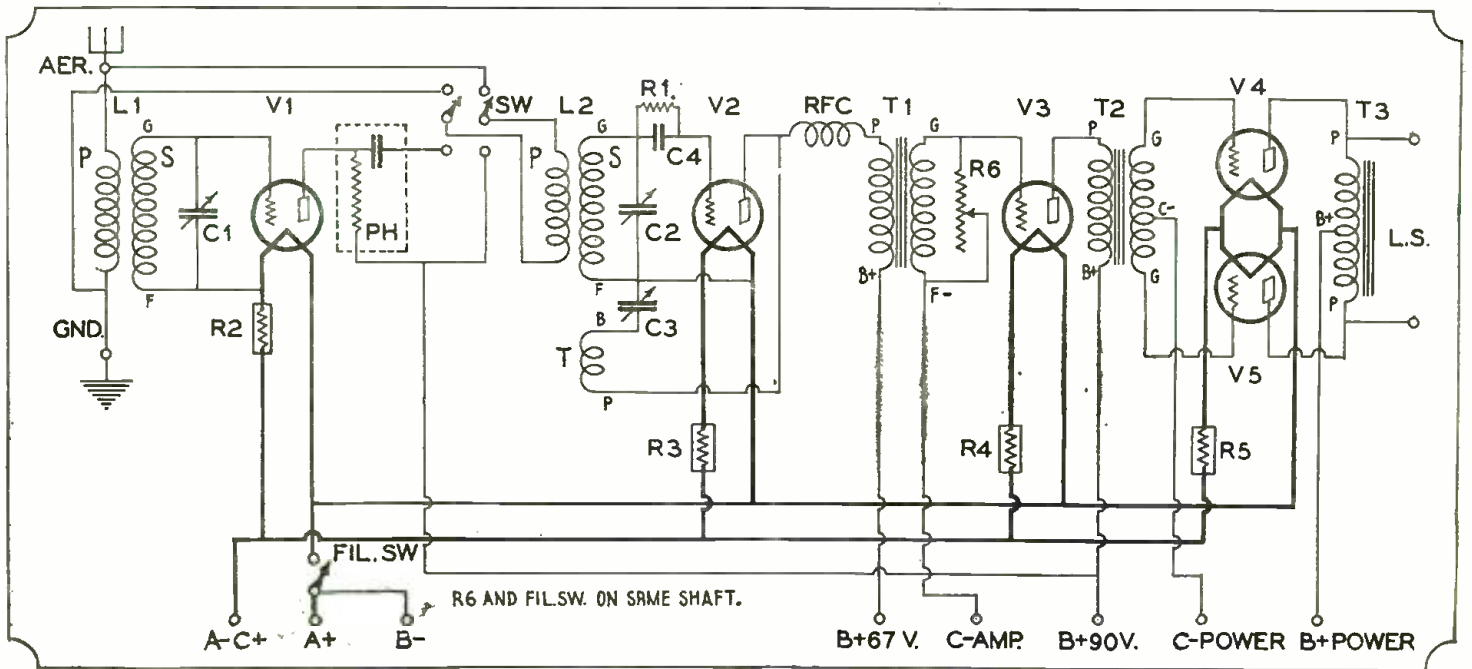 AER.
L1
V1
SW
L2
R1.
V2
RFC
T1
V3
T2
V4
T3
G
P
S
C1
F
PH
P
G
S
C4
C2
F
C3
B
T
P
P
G
R6
B+
F-
P
G
C-
B+
G
P
B+
L.S.
P
V5
GND.
R2
R3
R4
R5
FIL.SW
R6 AND FIL.SW. ON SAME SHAFT.
A-C+ A+ B- B+67 V. C-AMP. B+90V. C-POWER B+POWER